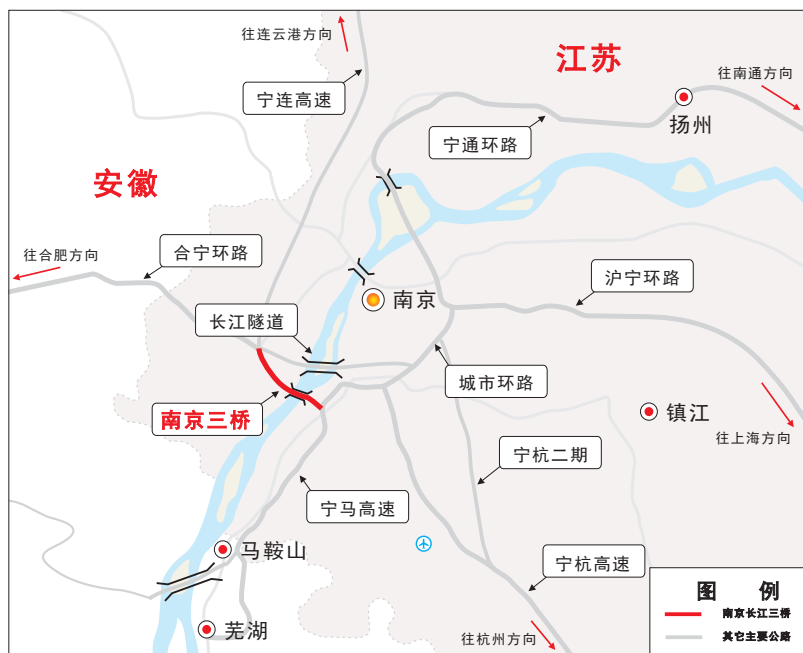 往连云港方向
江苏
往南通方向
宁连高速
扬州
宁通环路
安徽
合宁环路
往合肥方向
沪宁环路
南京
长江隧道
城市环路
南京三桥
镇江
往上海方向
宁杭二期
宁马高速
马鞍山
宁杭高速
图 例
南京长江三桥
其它主要公路
芜湖
往杭州方向